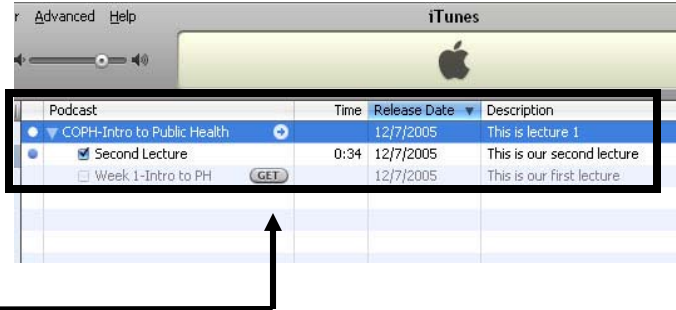 r Advanced Help iTunes
Podcast Time Release Date Description
COPH-Intro to Public Health 12/7/2005 This is lecture 1
Second Lecture 0:34 12/7/2005 This is our second lecture
Week 1-Intro to PH GET 12/7/2005 This is our first lecture